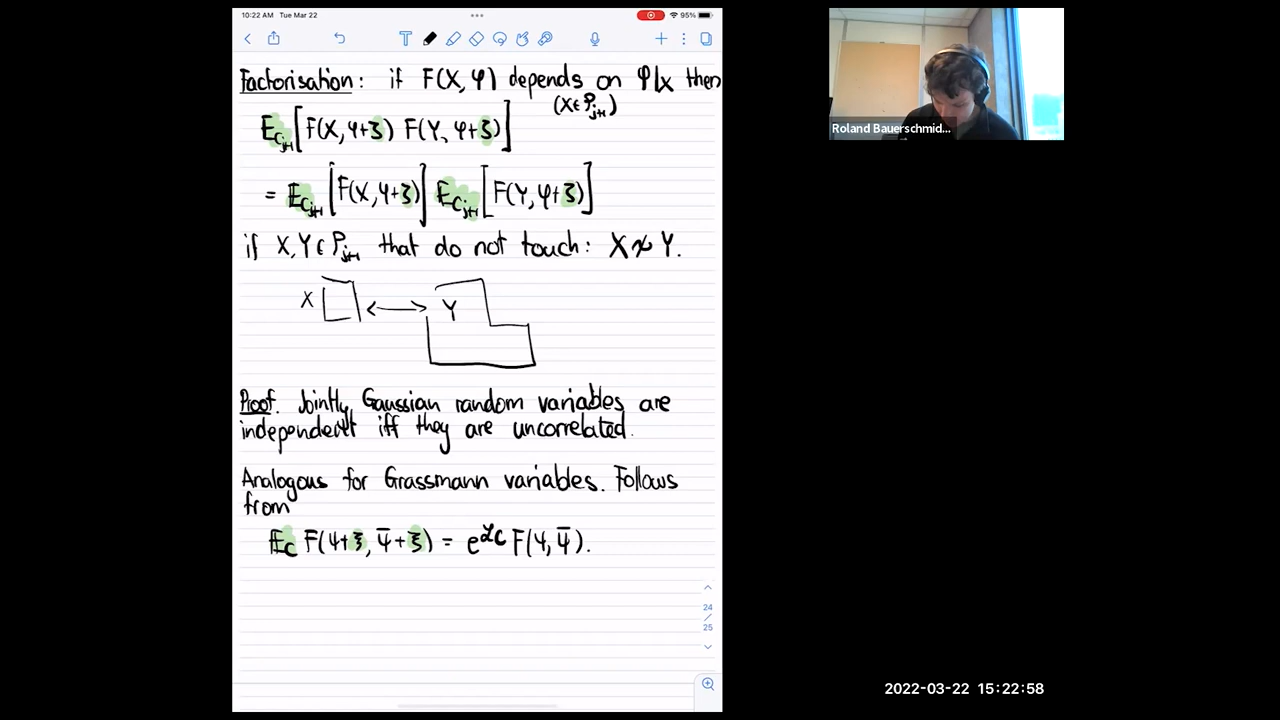 10:22 AM Tue Mar 22
95%
Factorisation: if F(X, φ) depends on φ|x then
(X ∈ P_{j+1})
E_{C_{j+1}}[F(X, φ+ξ) F(Y, φ+ξ)]
= E_{C_{j+1}}[F(X, φ+ξ)] E_{C_{j+1}}[F(Y, φ+ξ)]
if X, Y ∈ P_{j+1} that do not touch: X ≁ Y.
X Y
Proof. Jointly Gaussian random variables are
independent iff they are uncorrelated.
Analogous for Grassmann variables. Follows
from
E_C F(ψ+ξ, ψ̄+ξ̄) = e^{ℒ_C} F(ψ, ψ̄).
24
/
25
Roland Bauerschmid...
2022-03-22 15:22:58